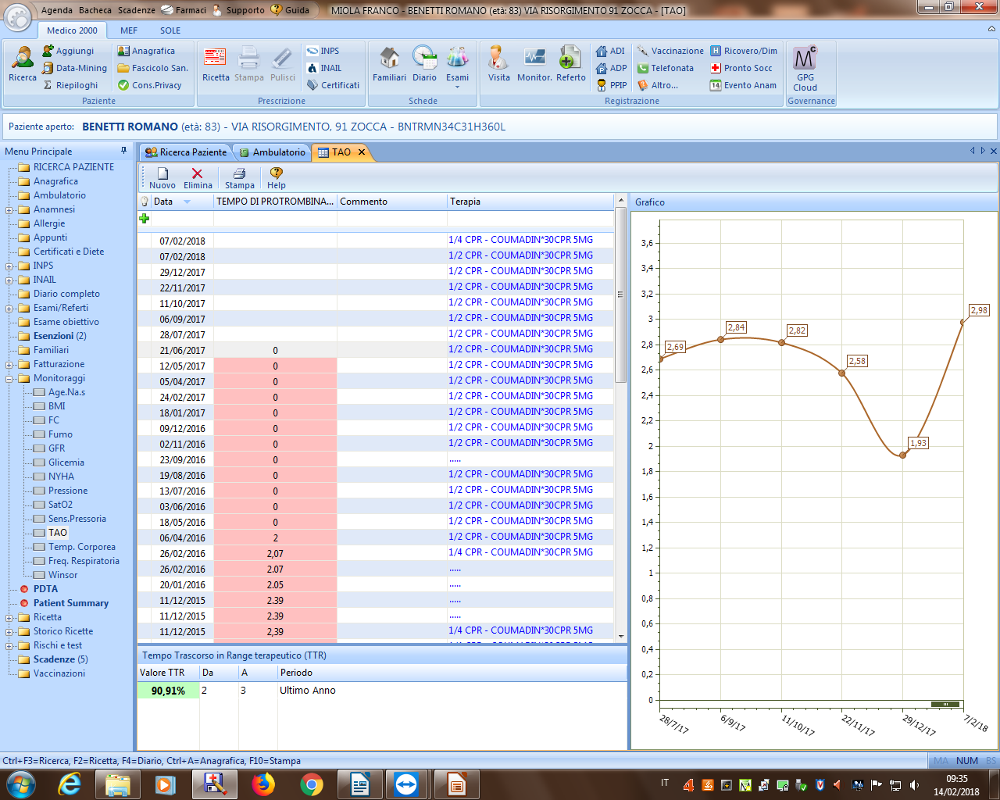 Agenda Bacheca Scadenze Farmaci Supporto Guida
MIOLA FRANCO - BENETTI ROMANO (età: 83) VIA RISORGIMENTO 91 ZOCCA - [TAO]
Medico 2000 MEF SOLE
Ricerca
Aggiungi
Data-Mining
Riepiloghi
Anagrafica
Fascicolo San.
Cons.Privacy
Paziente
Ricetta Stampa Pulisci
INPS
INAIL
Certificati
Prescrizione
Familiari Diario Esami
Schede
Visita Monitor. Referto
ADI
ADP
PPIP
Vaccinazione
Telefonata
Altro...
Ricovero/Dim
Pronto Socc
Evento Anam
Registrazione
GPG
Cloud
Governance
Paziente aperto: BENETTI ROMANO (età: 83) - VIA RISORGIMENTO, 91 ZOCCA - BNTRMN34C31H360L
Menu Principale
RICERCA PAZIENTE
Anagrafica
Ambulatorio
Anamnesi
Allergie
Appunti
Certificati e Diete
INPS
INAIL
Diario completo
Esami/Referti
Esame obiettivo
Esenzioni (2)
Familiari
Fatturazione
Monitoraggi
Age.Na.s
BMI
FC
Fumo
GFR
Glicemia
NYHA
Pressione
SatO2
Sens.Pressoria
TAO
Temp. Corporea
Freq. Respiratoria
Winsor
PDTA
Patient Summary
Ricetta
Storico Ricette
Rischi e test
Scadenze (5)
Vaccinazioni
Ricerca Paziente Ambulatorio TAO
Nuovo Elimina Stampa Help
Data TEMPO DI PROTROMBINA... Commento Terapia
07/02/2018 1/4 CPR - COUMADIN*30CPR 5MG
07/02/2018 1/2 CPR - COUMADIN*30CPR 5MG
29/12/2017 1/2 CPR - COUMADIN*30CPR 5MG
22/11/2017 1/2 CPR - COUMADIN*30CPR 5MG
11/10/2017 1/2 CPR - COUMADIN*30CPR 5MG
06/09/2017 1/2 CPR - COUMADIN*30CPR 5MG
28/07/2017 1/2 CPR - COUMADIN*30CPR 5MG
21/06/2017 0 1/2 CPR - COUMADIN*30CPR 5MG
12/05/2017 0 1/2 CPR - COUMADIN*30CPR 5MG
05/04/2017 0 1/2 CPR - COUMADIN*30CPR 5MG
24/02/2017 0 1/2 CPR - COUMADIN*30CPR 5MG
18/01/2017 0 1/2 CPR - COUMADIN*30CPR 5MG
09/12/2016 0 1/2 CPR - COUMADIN*30CPR 5MG
02/11/2016 0 1/2 CPR - COUMADIN*30CPR 5MG
23/09/2016 0 .....
19/08/2016 0 1/2 CPR - COUMADIN*30CPR 5MG
13/07/2016 0 1/2 CPR - COUMADIN*30CPR 5MG
03/06/2016 0 1/2 CPR - COUMADIN*30CPR 5MG
18/05/2016 0 1/2 CPR - COUMADIN*30CPR 5MG
06/04/2016 2 1/2 CPR - COUMADIN*30CPR 5MG
26/02/2016 2,07 1/4 CPR - COUMADIN*30CPR 5MG
26/02/2016 2.07 .....
20/01/2016 2.05 .....
11/12/2015 2.39 .....
11/12/2015 2.39 .....
11/12/2015 2,39 1/4 CPR - COUMADIN*30CPR 5MG
Tempo Trascorso in Range terapeutico (TTR)
Valore TTR Da A Periodo
90,91% 2 3 Ultimo Anno
Grafico
3,6
3,4
3,2
3
2,8
2,6
2,4
2,2
2
1,8
1,6
1,4
1,2
1
0,8
0,6
0,4
0,2
0
2,69
2,84
2,82
2,58
1,93
2,98
28/7/17 6/9/17 11/10/17 22/11/17 29/12/17 7/2/18
Ctrl+F3=Ricerca, F2=Ricetta, F4=Diario, Ctrl+A=Anagrafica, F10=Stampa
MA NUM BS
IT
09:35
14/02/2018